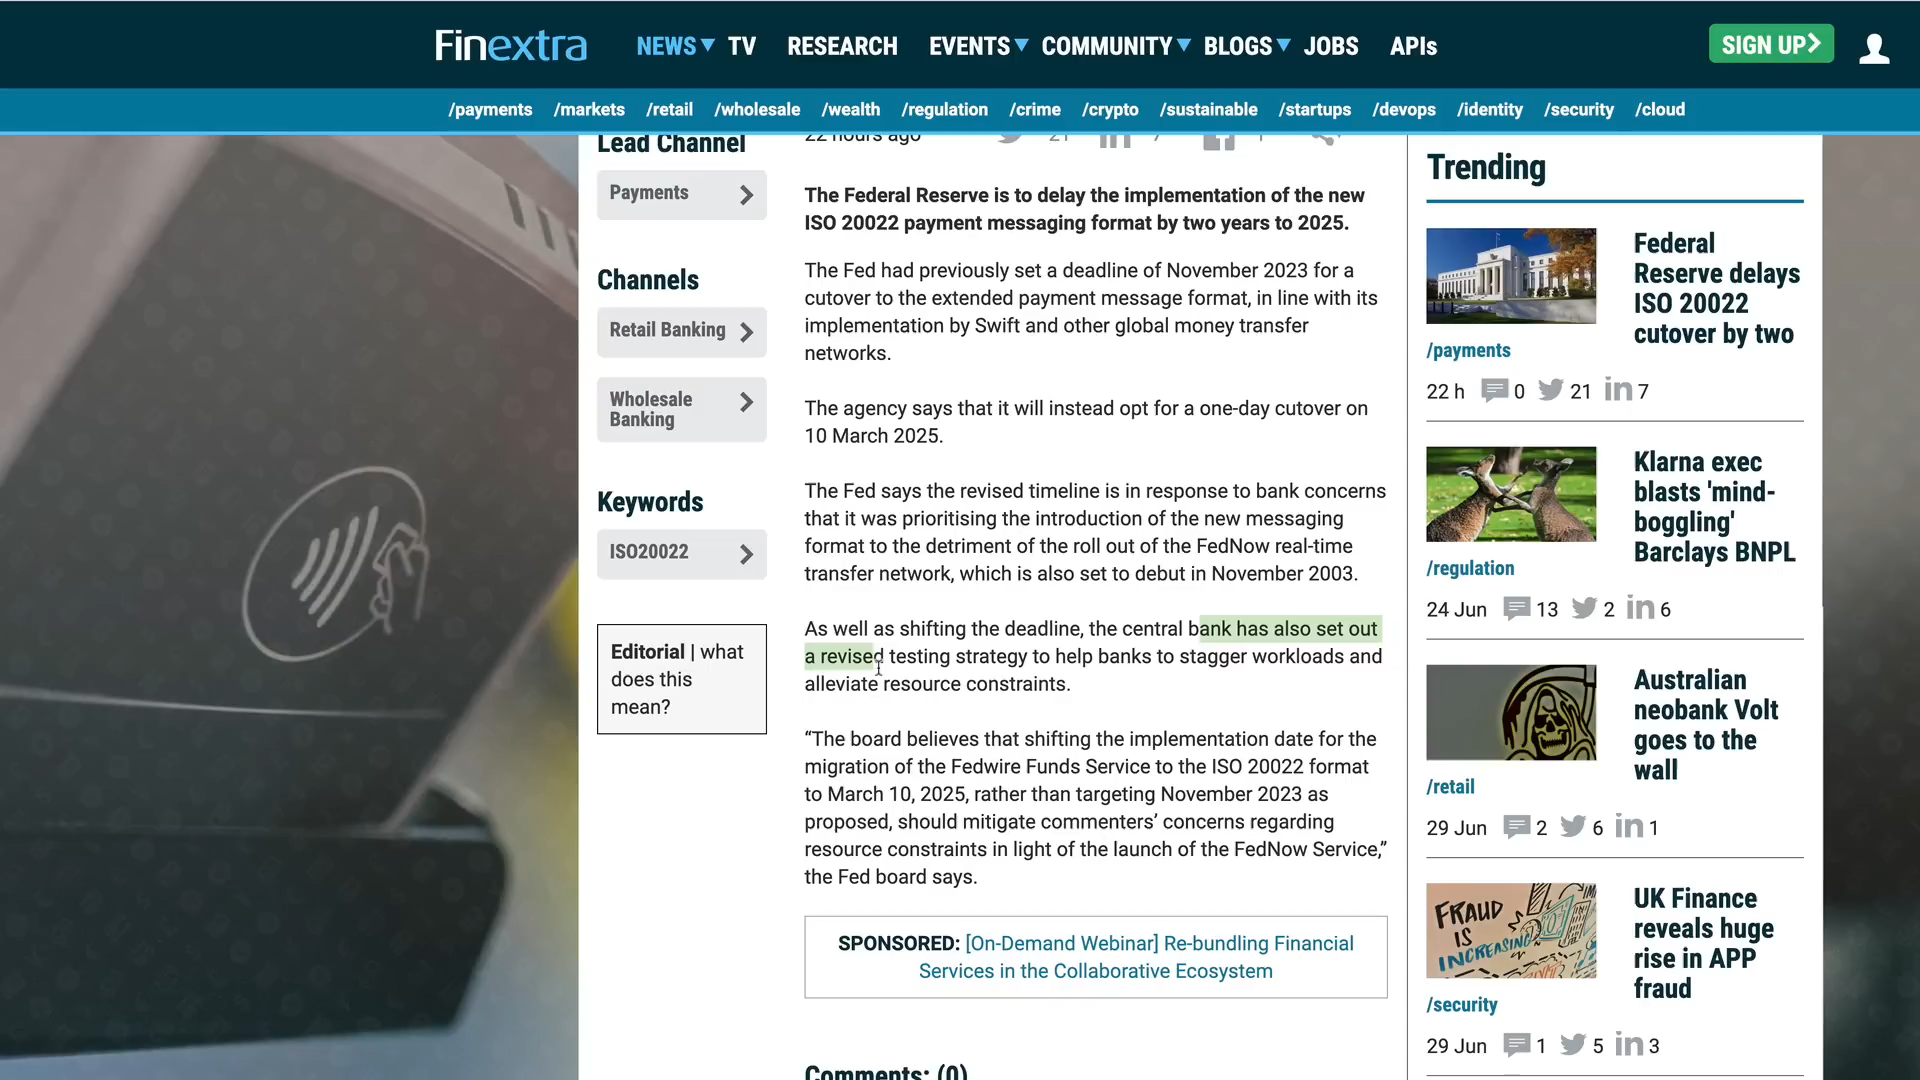 Finextra
NEWS TV RESEARCH EVENTS COMMUNITY BLOGS JOBS APIs
SIGN UP
/payments /markets /retail /wholesale /wealth /regulation /crime /crypto /sustainable /startups /devops /identity /security /cloud
Lead Channel
Payments
Channels
Retail Banking
Wholesale
Banking
Keywords
ISO20022
Editorial | what
does this
mean?
22 hours ago 21 7 1
The Federal Reserve is to delay the implementation of the new
ISO 20022 payment messaging format by two years to 2025.
The Fed had previously set a deadline of November 2023 for a
cutover to the extended payment message format, in line with its
implementation by Swift and other global money transfer
networks.
The agency says that it will instead opt for a one-day cutover on
10 March 2025.
The Fed says the revised timeline is in response to bank concerns
that it was prioritising the introduction of the new messaging
format to the detriment of the roll out of the FedNow real-time
transfer network, which is also set to debut in November 2003.
As well as shifting the deadline, the central bank has also set out
a revised testing strategy to help banks to stagger workloads and
alleviate resource constraints.
“The board believes that shifting the implementation date for the
migration of the Fedwire Funds Service to the ISO 20022 format
to March 10, 2025, rather than targeting November 2023 as
proposed, should mitigate commenters’ concerns regarding
resource constraints in light of the launch of the FedNow Service,”
the Fed board says.
SPONSORED: [On-Demand Webinar] Re-bundling Financial
Services in the Collaborative Ecosystem
Comments: (0)
Trending
Federal
Reserve delays
ISO 20022
cutover by two
/payments
22 h 0 21 in 7
Klarna exec
blasts 'mind-
boggling'
Barclays BNPL
/regulation
24 Jun 13 2 in 6
Australian
neobank Volt
goes to the
wall
/retail
29 Jun 2 6 in 1
FRAUD
IS
INCREASING
UK Finance
reveals huge
rise in APP
fraud
/security
29 Jun 1 5 in 3